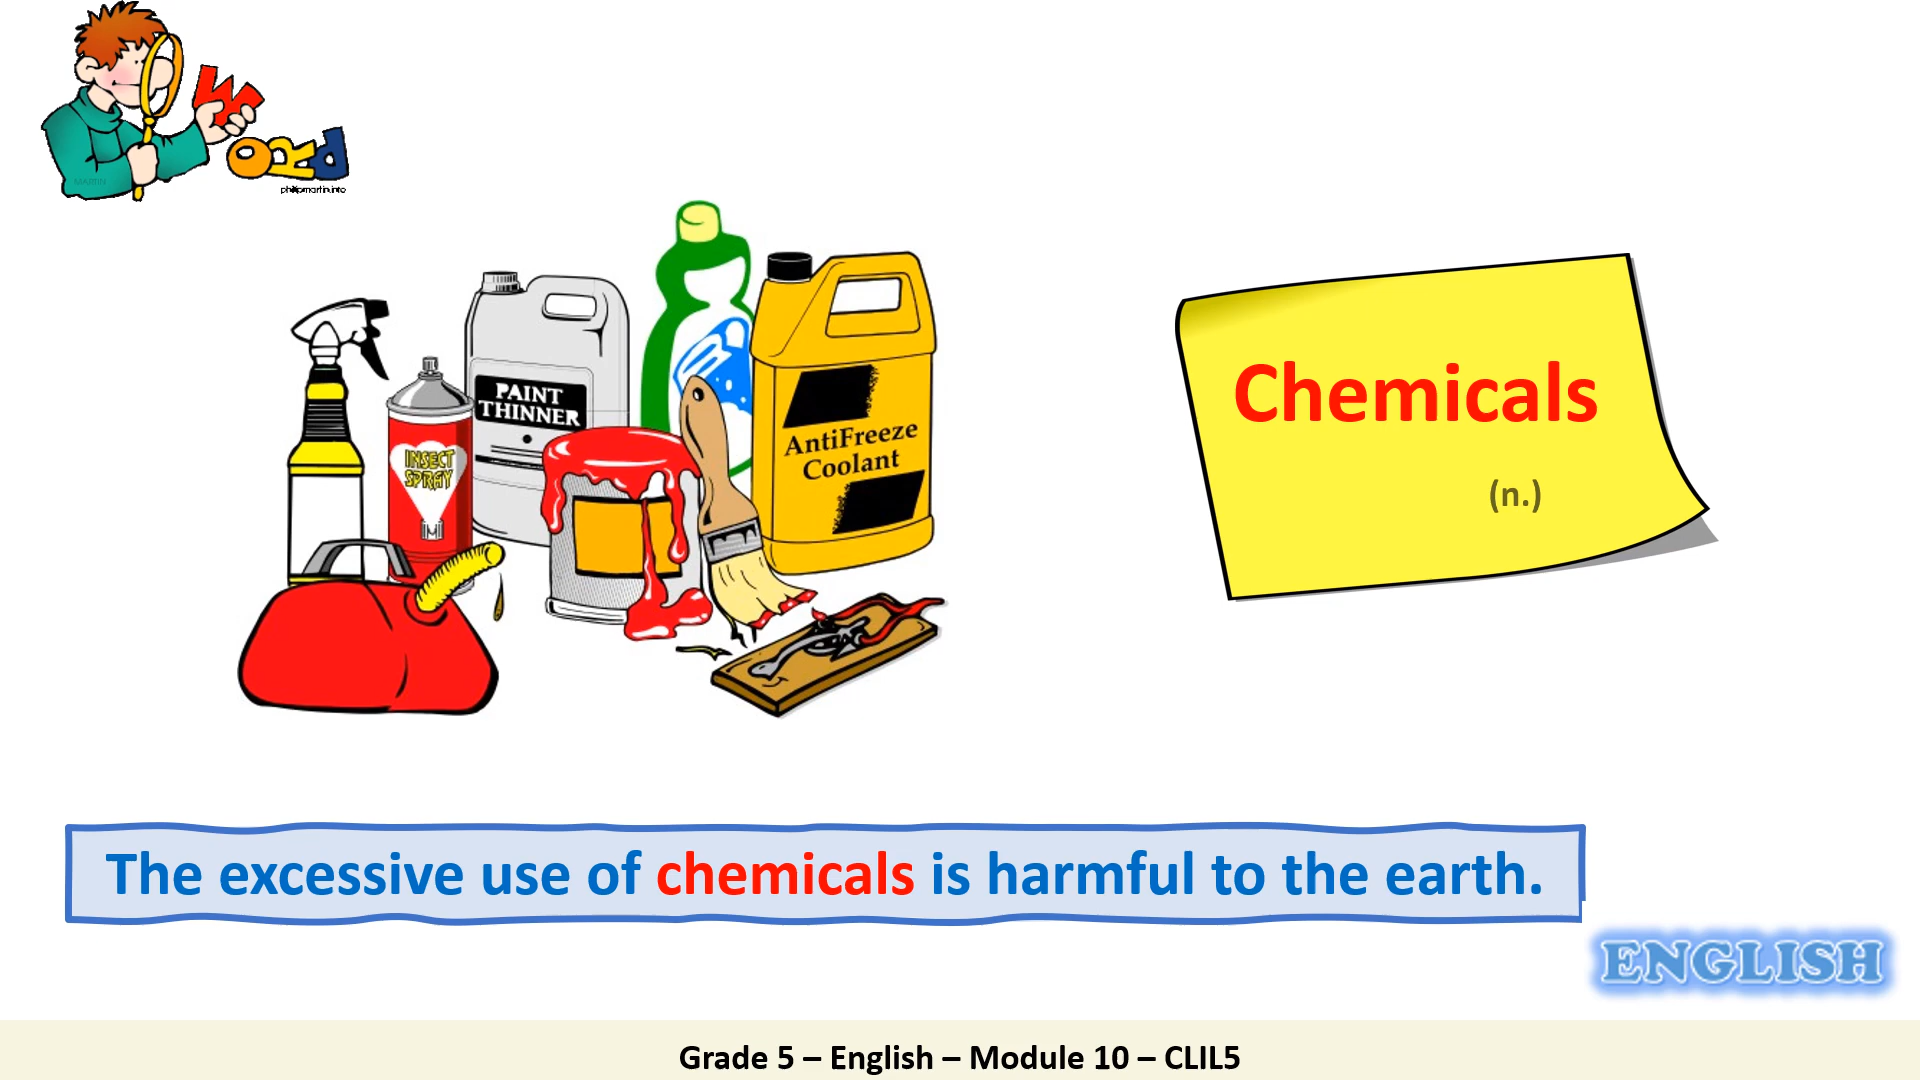 WORD
MARTIN
philipmartin.info
PAINT
THINNER
INSECT
SPRAY
AntiFreeze
Coolant
Chemicals
(n.)
The excessive use of chemicals is harmful to the earth.
ENGLISH
Grade 5 – English – Module 10 – CLIL5